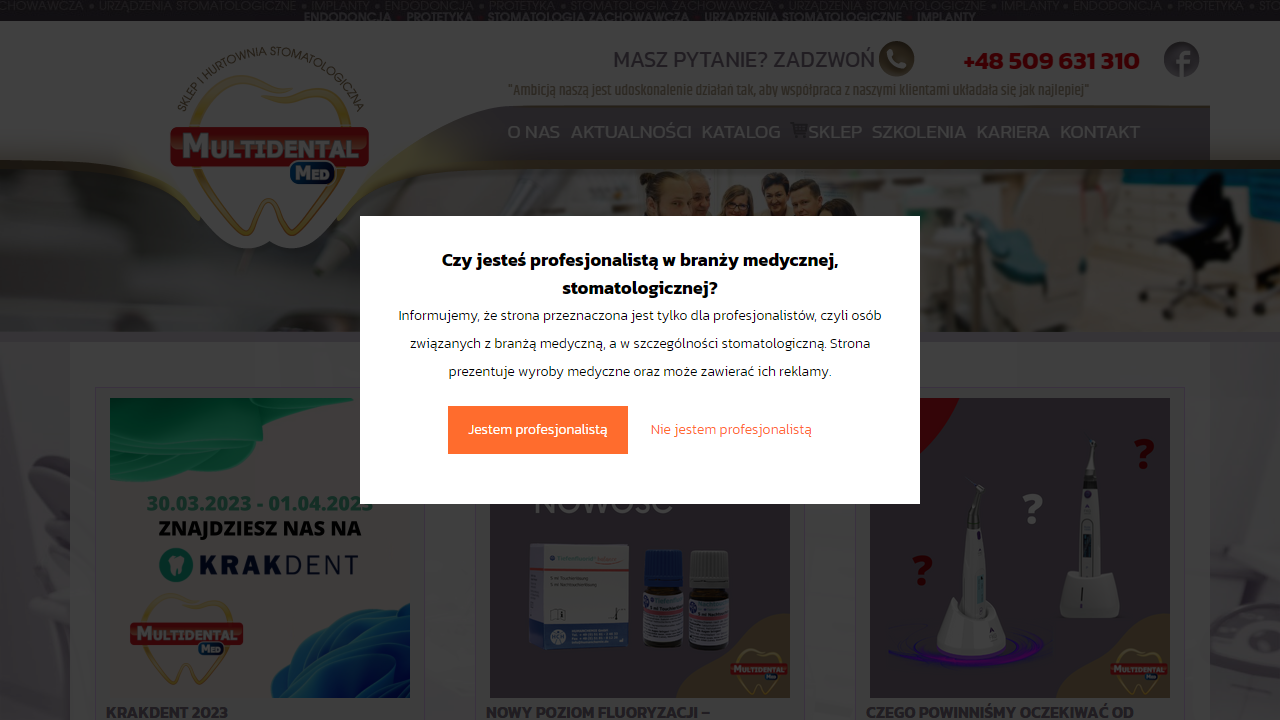 CHOWAWCZA ● URZĄDZENIA STOMATOLOGICZNE ● IMPLANTY ● ENDODONCJA ● PROTETYKA ● STOMATOLOGIA ZACHOWAWCZA ● URZĄDZENIA STOMATOLOGICZNE ● IMPLANTY ● ENDODONCJA ● PROTETYKA ● STO
ENDODONCJA PROTETYKA STOMATOLOGIA ZACHOWAWCZA URZĄDZENIA STOMATOLOGICZNE IMPLANTY
SKLEP I HURTOWNIA STOMATOLOGICZNA
MULTIDENTAL
MED
MASZ PYTANIE? ZADZWOŃ
+48 509 631 310
"Ambicją naszą jest udoskonalenie działań tak, aby współpraca z naszymi klientami układała się jak najlepiej"
O NAS AKTUALNOŚCI KATALOG SKLEP SZKOLENIA KARIERA KONTAKT
Czy jesteś profesjonalistą w branży medycznej,
stomatologicznej?
Informujemy, że strona przeznaczona jest tylko dla profesjonalistów, czyli osób
związanych z branżą medyczną, a w szczególności stomatologiczną. Strona
prezentuje wyroby medyczne oraz może zawierać ich reklamy.
Jestem profesjonalistą
Nie jestem profesjonalistą
30.03.2023 - 01.04.2023
ZNAJDZIESZ NAS NA
KRAKDENT
MULTIDENTAL
MED
KRAKDENT 2023
NOWOŚĆ
MULTIDENTAL
MED
NOWY POZIOM FLUORYZACJI –
? ? ?
MULTIDENTAL
MED
CZEGO POWINNIŚMY OCZEKIWAĆ OD